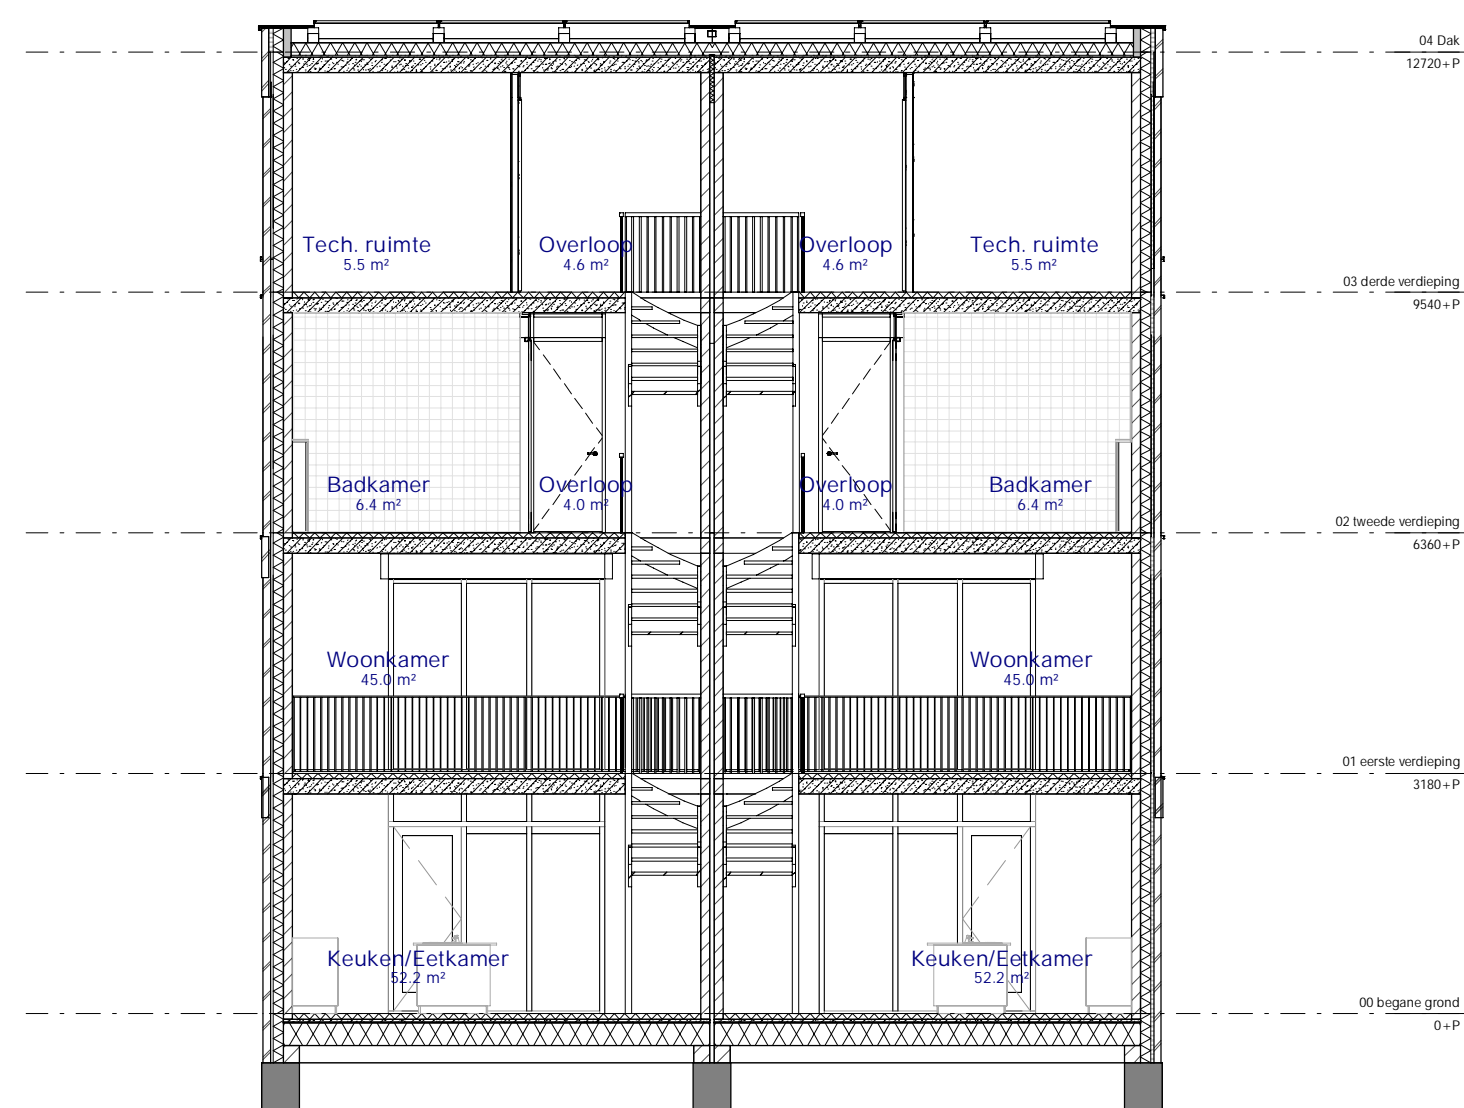 04 Dak
12720+P
Tech. ruimte
5.5 m²
Overloop
4.6 m²
Overloop
4.6 m²
Tech. ruimte
5.5 m²
03 derde verdieping
9540+P
Badkamer
6.4 m²
Overloop
4.0 m²
Overloop
4.0 m²
Badkamer
6.4 m²
02 tweede verdieping
6360+P
Woonkamer
45.0 m²
Woonkamer
45.0 m²
01 eerste verdieping
3180+P
Keuken/Eetkamer
52.2 m²
Keuken/Eetkamer
52.2 m²
00 begane grond
0+P